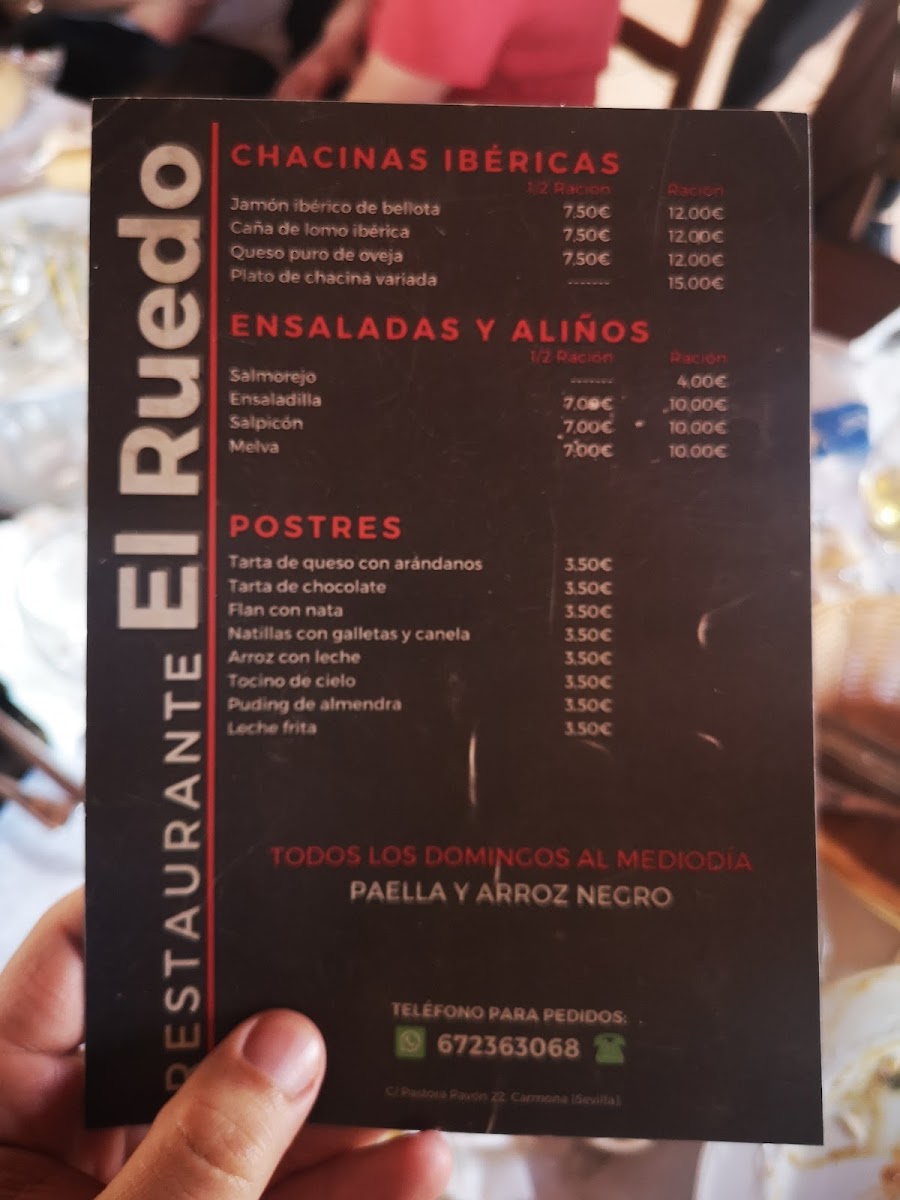 RESTAURANTE El Ruedo
CHACINAS IBÉRICAS
1/2 Ración Ración
Jamón ibérico de bellota 7,50€ 12.00€
Caña de lomo ibérica 7,50€ 12.00€
Queso puro de oveja 7,50€ 12.00€
Plato de chacina variada ------- 15.00€
ENSALADAS Y ALIÑOS
1/2 Ración Ración
Salmorejo ------- 4.00€
Ensaladilla 7,00€ 10.00€
Salpicón 7,00€ 10.00€
Melva 7,00€ 10.00€
POSTRES
Tarta de queso con arándanos 3.50€
Tarta de chocolate 3.50€
Flan con nata 3.50€
Natillas con galletas y canela 3.50€
Arroz con leche 3.50€
Tocino de cielo 3.50€
Puding de almendra 3.50€
Leche frita 3.50€
TODOS LOS DOMINGOS AL MEDIODÍA
PAELLA Y ARROZ NEGRO
TELÉFONO PARA PEDIDOS:
672363068
C/ Pastora Pavón 22. Carmona (Sevilla)